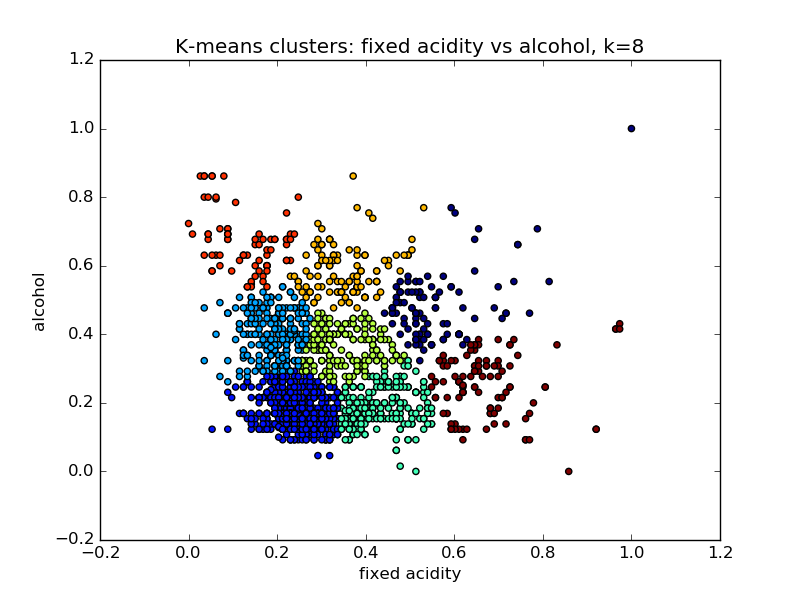 K-means clusters: fixed acidity vs alcohol, k=8
1.2
1.0
0.8
0.6
0.4
0.2
0.0
−0.2
alcohol
−0.2 0.0 0.2 0.4 0.6 0.8 1.0 1.2
fixed acidity